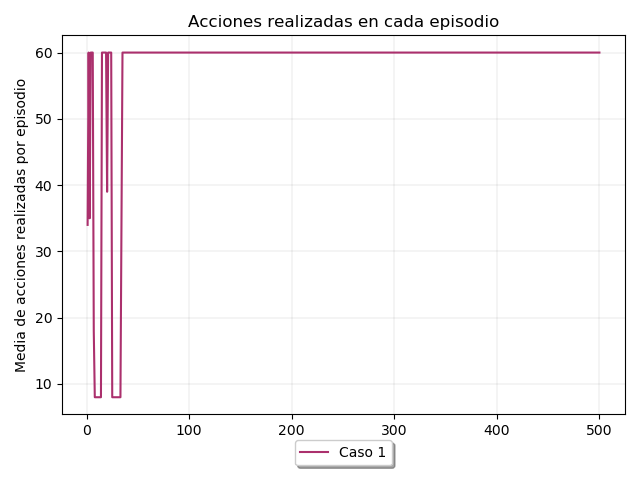 Acciones realizadas en cada episodio
Media de acciones realizadas por episodio
60
50
40
30
20
10
0 100 200 300 400 500
Caso 1